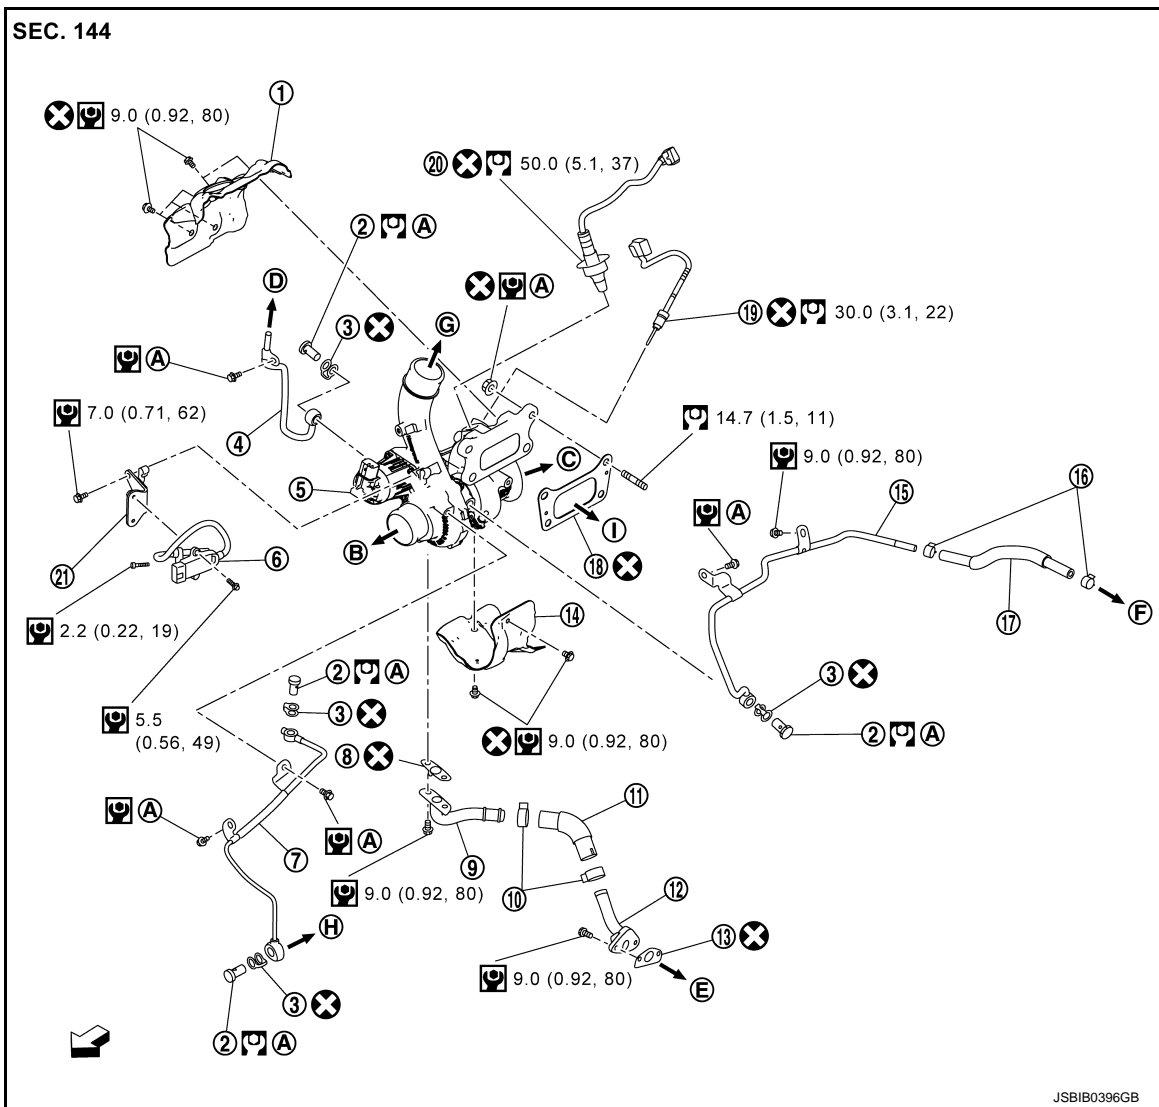 SEC. 144
1
9.0 (0.92, 80)
20 50.0 (5.1, 37)
2 A
D
A
G
3
19 30.0 (3.1, 22)
A
7.0 (0.71, 62)
14.7 (1.5, 11)
4
C
9.0 (0.92, 80)
16
5
15
A
I
B
6
18
21
F
14
17
2.2 (0.22, 19)
2 A
3
3
5.5
(0.56, 49)
9.0 (0.92, 80)
2 A
8
11
A
A
7
9
9.0 (0.92, 80)
10
12
H
13
9.0 (0.92, 80)
E
3
2 A
JSBIB0396GB